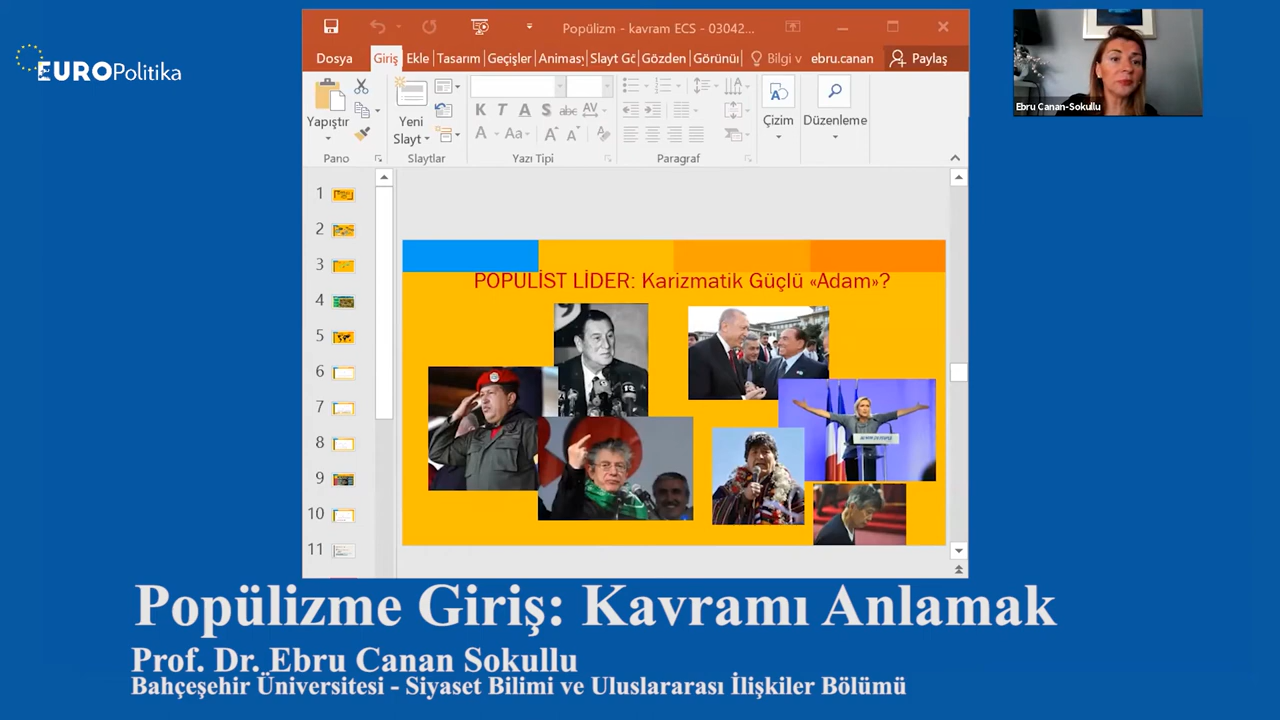 EUROPolitika
Popülizm - kavram ECS - 03042...
Dosya Giriş Ekle Tasarım Geçişler Animasy Slayt Gö Gözden Görünü Bilgi v ebru.canan Paylaş
Yapıştır
Yeni
Slayt
K T A S abc AV
A Aa A A
Çizim
Düzenleme
Pano Slaytlar Yazı Tipi Paragraf
1
2
3
4
5
6
7
8
9
10
11
POPULİST LİDER: Karizmatik Güçlü «Adam»?
Ebru Canan-Sokullu
Popülizme Giriş: Kavramı Anlamak
Prof. Dr. Ebru Canan Sokullu
Bahçeşehir Üniversitesi - Siyaset Bilimi ve Uluslararası İlişkiler Bölümü